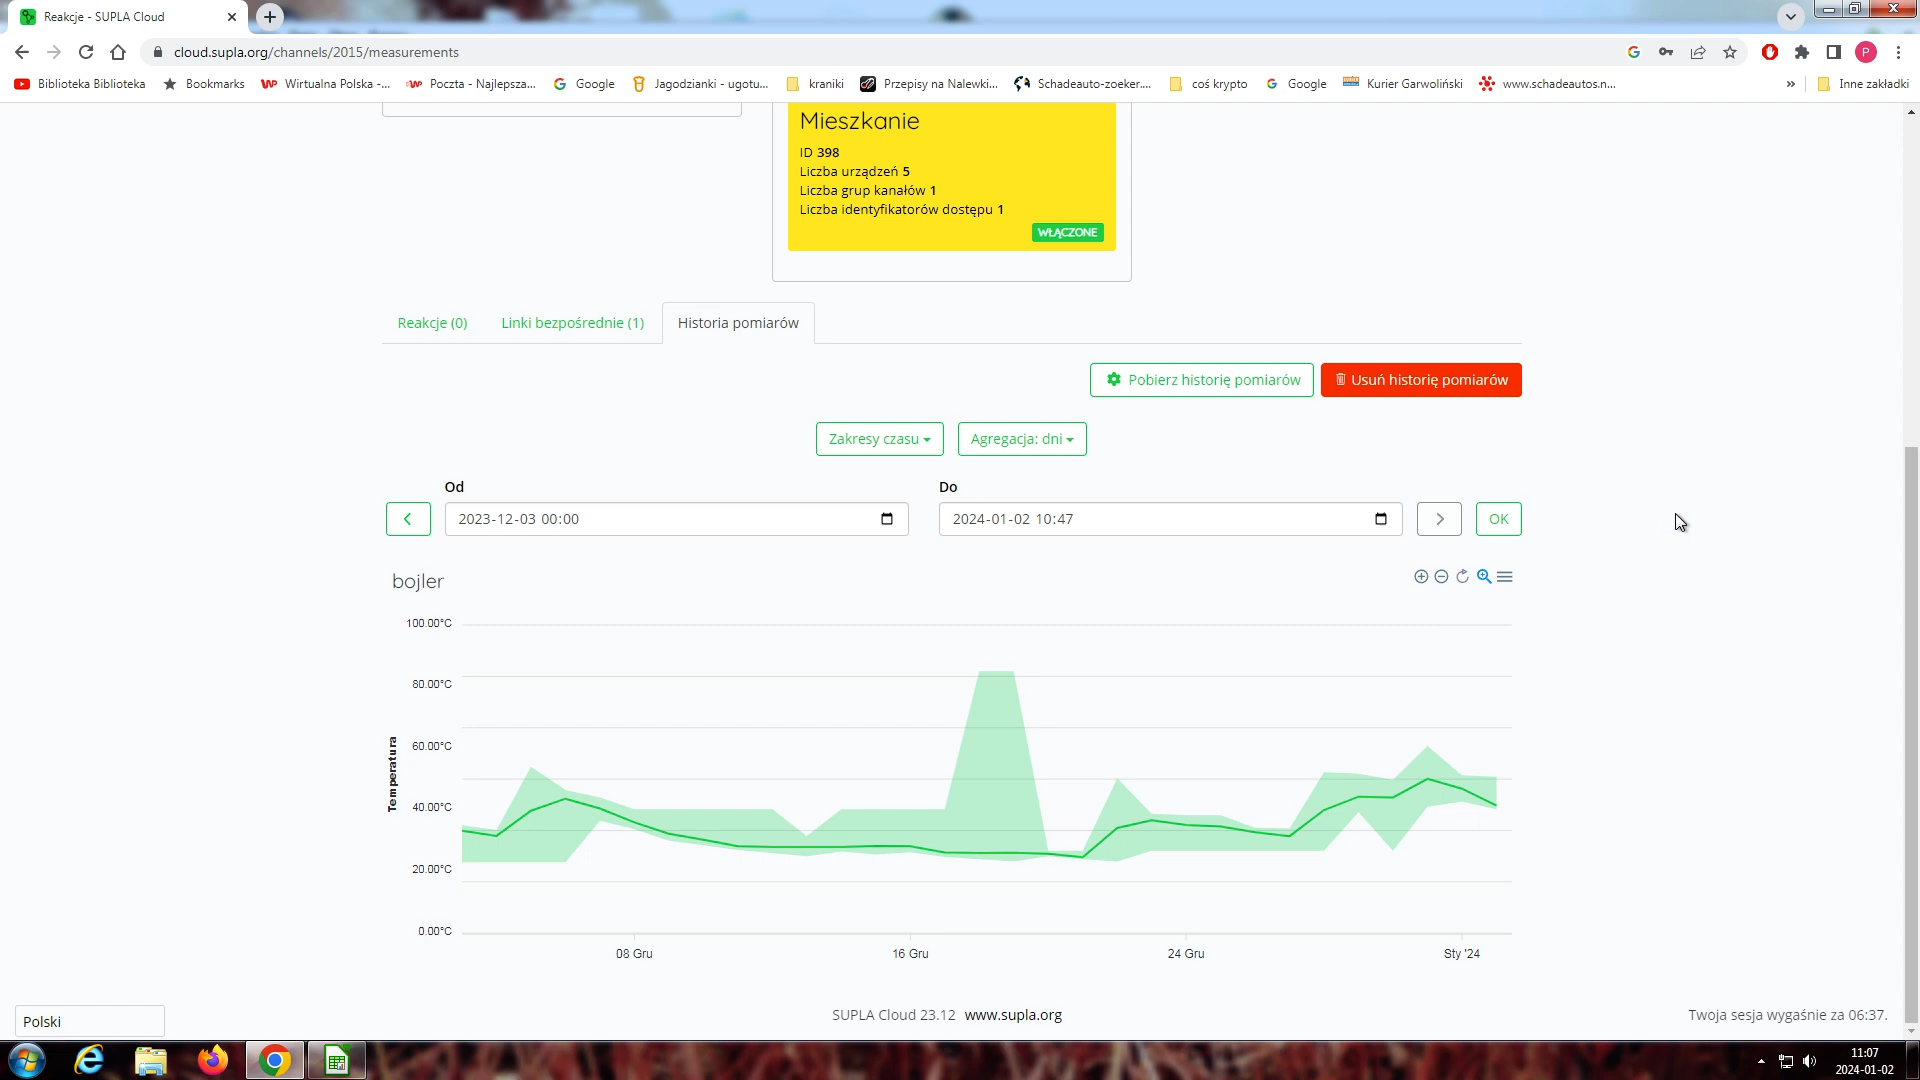 Reakcje - SUPLA Cloud
cloud.supla.org/channels/2015/measurements
Biblioteka Biblioteka
Bookmarks
Wirtualna Polska -...
Poczta - Najlepsza...
Google
Jagodzianki - ugotu...
kraniki
Przepisy na Nalewki...
Schadeauto-zoeker....
coś krypto
Google
Kurier Garwoliński
www.schadeautos.n...
»
Inne zakładki
Mieszkanie
ID 398
Liczba urządzeń 5
Liczba grup kanałów 1
Liczba identyfikatorów dostępu 1
WŁĄCZONE
Reakcje (0)
Linki bezpośrednie (1)
Historia pomiarów
Pobierz historię pomiarów
Usuń historię pomiarów
Zakresy czasu
Agregacja: dni
Od
Do
2023-12-03 00:00
2024-01-02 10:47
OK
bojler
100.00°C
80.00°C
60.00°C
40.00°C
20.00°C
0.00°C
Temperatura
08 Gru
16 Gru
24 Gru
Sty '24
Polski
SUPLA Cloud 23.12 www.supla.org
Twoja sesja wygaśnie za 06:37.
11:07
2024-01-02